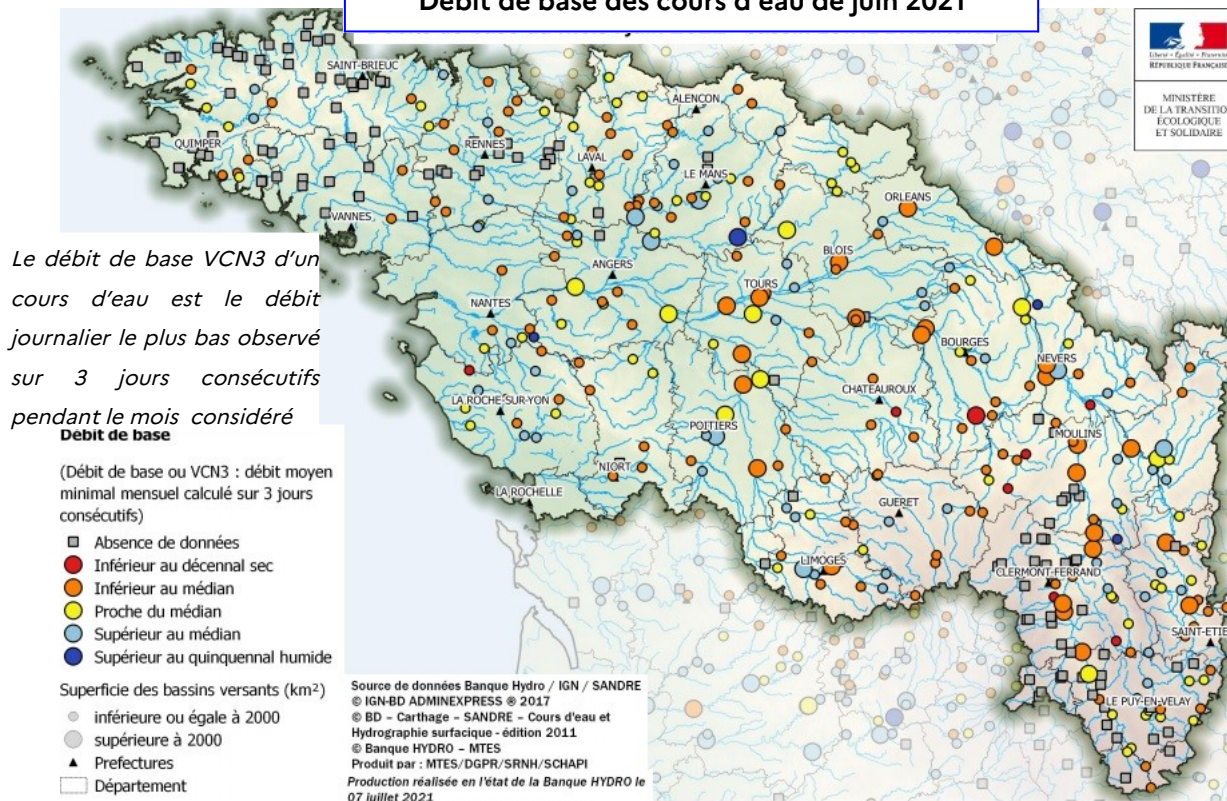 Débit de base des cours d'eau de juin 2021
Liberté • Égalité • Fraternité
RÉPUBLIQUE FRANÇAISE
MINISTÈRE
DE LA TRANSITION
ÉCOLOGIQUE
ET SOLIDAIRE
SAINT-BRIEUC
ALENCON
QUIMPER
RENNES
LAVAL
LE MANS
ORLEANS
VANNES
BLOIS
ANGERS
TOURS
NANTES
BOURGES
NEVERS
CHATEAUROUX
LA ROCHE-SUR-YON
POITIERS
MOULINS
NIORT
LA ROCHELLE
GUERET
LIMOGES
CLERMONT-FERRAND
SAINT-ETIE
LE PUY-EN-VELAY
Le débit de base VCN3 d'un
cours d'eau est le débit
journalier le plus bas observé
sur 3 jours consécutifs
pendant le mois considéré
Débit de base
(Débit de base ou VCN3 : débit moyen
minimal mensuel calculé sur 3 jours
consécutifs)
Absence de données
Inférieur au décennal sec
Inférieur au médian
Proche du médian
Supérieur au médian
Supérieur au quinquennal humide
Superficie des bassins versants (km²)
inférieure ou égale à 2000
supérieure à 2000
Prefectures
Département
Source de données Banque Hydro / IGN / SANDRE
© IGN-BD ADMINEXPRESS ® 2017
© BD – Carthage – SANDRE – Cours d'eau et
Hydrographie surfacique - édition 2011
© Banque HYDRO – MTES
Produit par : MTES/DGPR/SRNH/SCHAPI
Production réalisée en l'état de la Banque HYDRO le
07 juillet 2021